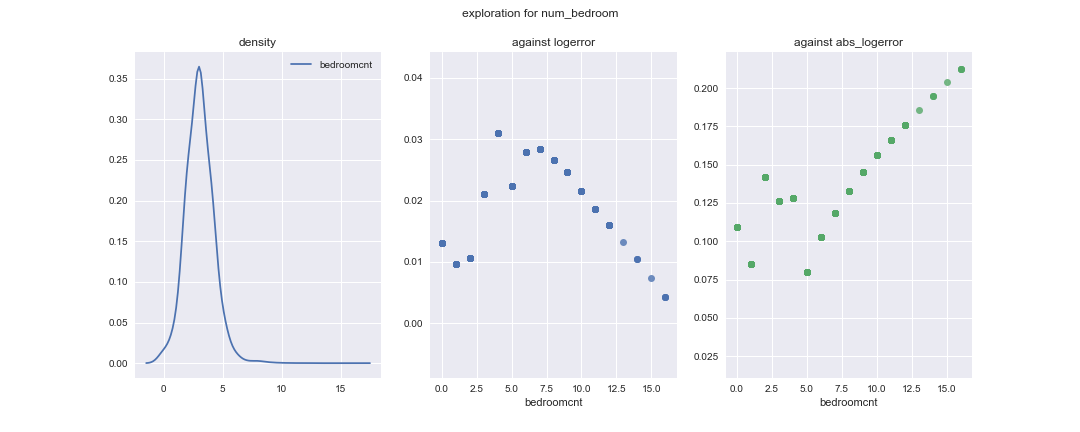 exploration for num_bedroom
density
bedroomcnt
0.35
0.30
0.25
0.20
0.15
0.10
0.05
0.00
0 5 10 15
against logerror
0.04
0.03
0.02
0.01
0.00
0.0 2.5 5.0 7.5 10.0 12.5 15.0
bedroomcnt
against abs_logerror
0.200
0.175
0.150
0.125
0.100
0.075
0.050
0.025
0.0 2.5 5.0 7.5 10.0 12.5 15.0
bedroomcnt